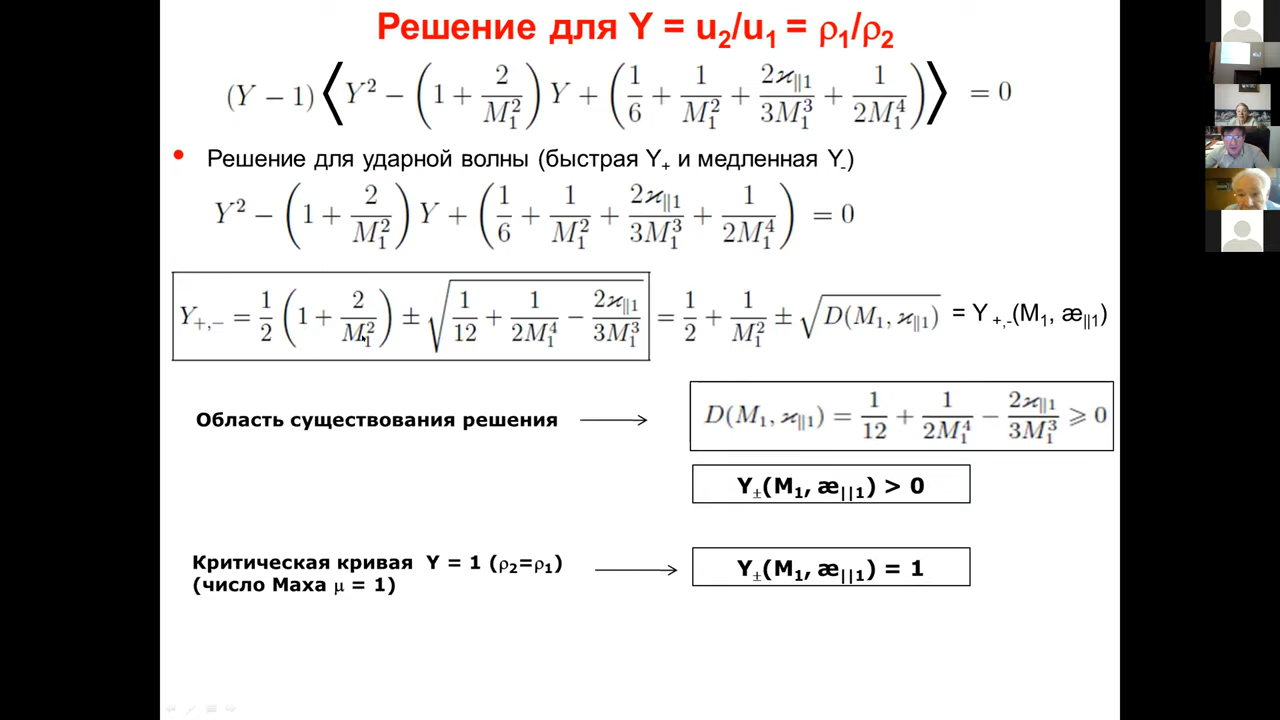 Решение для Y = u₂/u₁ = ρ₁/ρ₂
(Y − 1)⟨Y² − (1 + 2/M₁²)Y + (1/6 + 1/M₁² + 2ϰ∥₁/3M₁³ + 1/2M₁⁴)⟩ = 0
• Решение для ударной волны (быстрая Y₊ и медленная Y₋)
Y² − (1 + 2/M₁²)Y + (1/6 + 1/M₁² + 2ϰ∥₁/3M₁³ + 1/2M₁⁴) = 0
Y₊,₋ = 1/2 (1 + 2/M₁²) ± √(1/12 + 1/2M₁⁴ − 2ϰ∥₁/3M₁³) = 1/2 + 1/M₁² ± √D(M₁, ϰ∥₁) = Y ₊,₋(M₁, æ∥₁)
Область существования решения ⟶ D(M₁, ϰ∥₁) = 1/12 + 1/2M₁⁴ − 2ϰ∥₁/3M₁³ ⩾ 0
Y±(M₁, æ||₁) > 0
Критическая кривая Y = 1 (ρ₂=ρ₁)
(число Маха μ = 1) ⟶ Y±(M₁, æ||₁) = 1